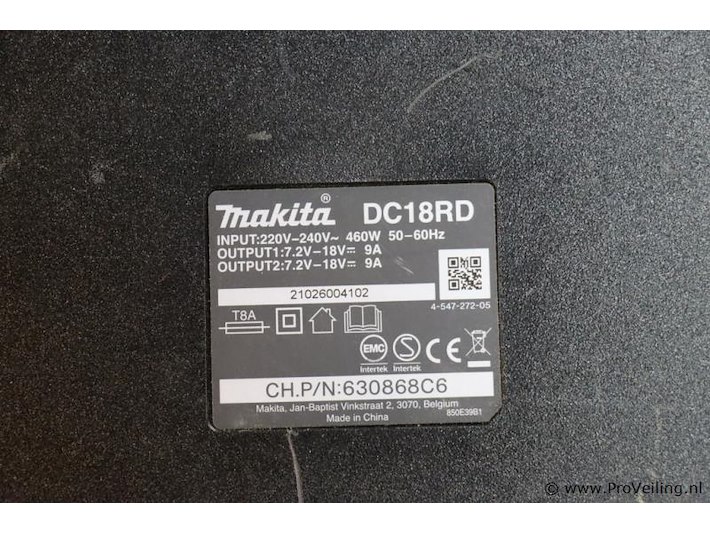 makita® DC18RD
INPUT:220V–240V~ 460W 50–60Hz
OUTPUT1:7.2V–18V⎓ 9A
OUTPUT2:7.2V–18V⎓ 9A
21026004102
4-547-272-05
T8A
EMC
Intertek
S
Intertek
CE
CH.P/N:630868C6
Makita, Jan-Baptist Vinkstraat 2, 3070, Belgium
Made in China
850E39B1
© www.ProVeiling.nl